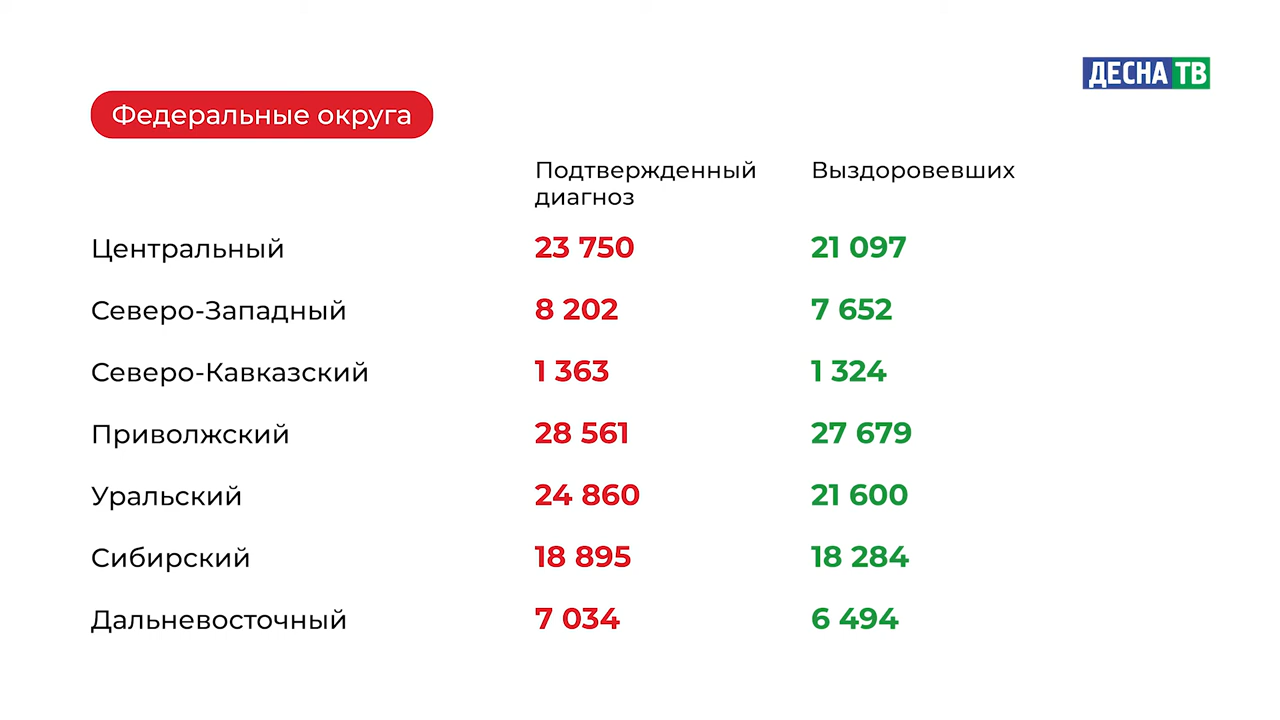 ДЕСНА ТВ
Федеральные округа
Подтвержденный Выздоровевших
диагноз
Центральный 23 750 21 097
Северо-Западный 8 202 7 652
Северо-Кавказский 1 363 1 324
Приволжский 28 561 27 679
Уральский 24 860 21 600
Сибирский 18 895 18 284
Дальневосточный 7 034 6 494